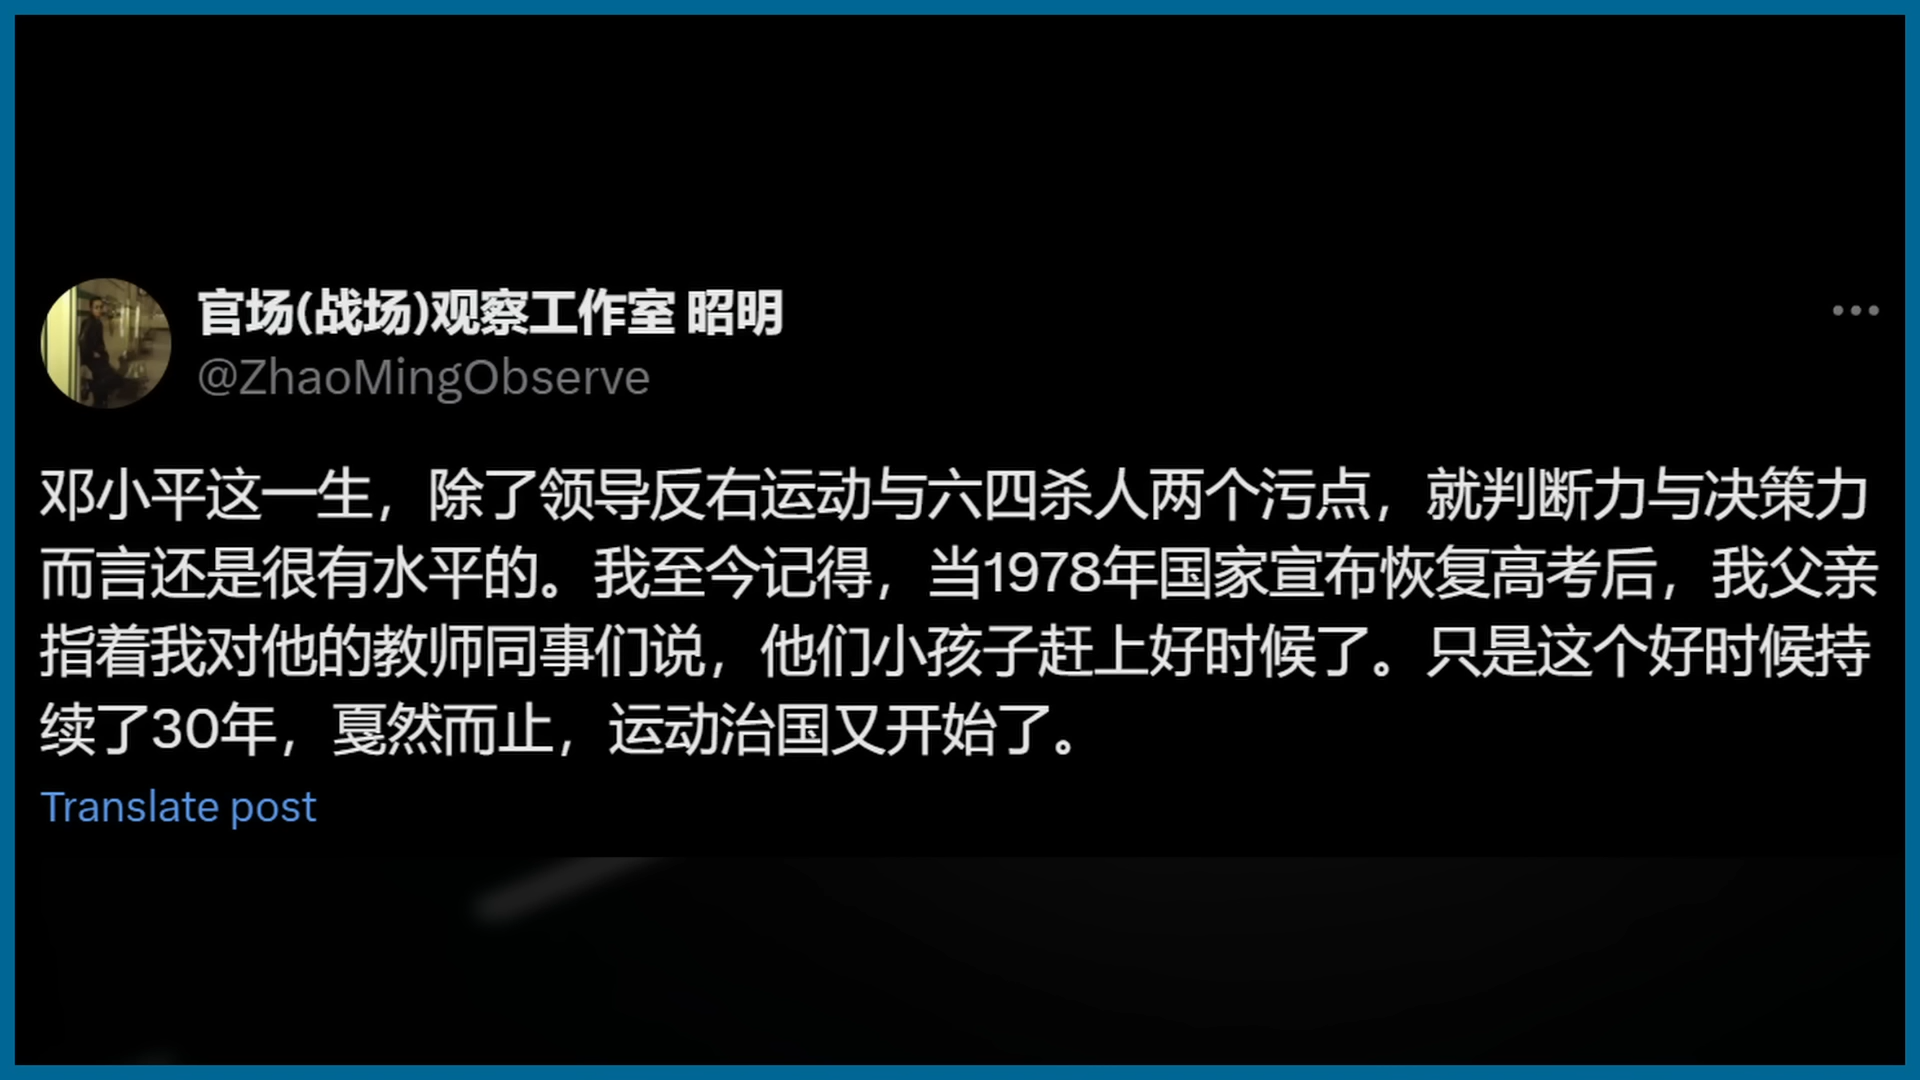 官场(战场)观察工作室 昭明
@ZhaoMingObserve
邓小平这一生，除了领导反右运动与六四杀人两个污点，就判断力与决策力
而言还是很有水平的。我至今记得，当1978年国家宣布恢复高考后，我父亲
指着我对他的教师同事们说，他们小孩子赶上好时候了。只是这个好时候持
续了30年，戛然而止，运动治国又开始了。
Translate post